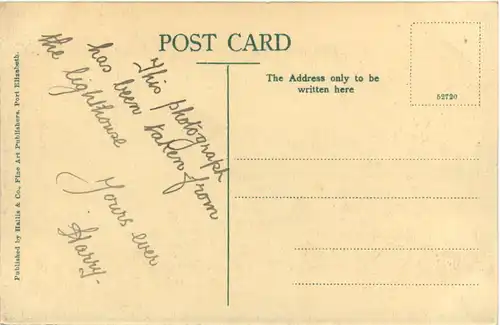 POST CARD
The Address only to be
written here
52720
This photograph
has been taken from
the lighthouse
Yours ever
Harry-
Published by Hallis & Co., Fine Art Publishers, Port Elizabeth.